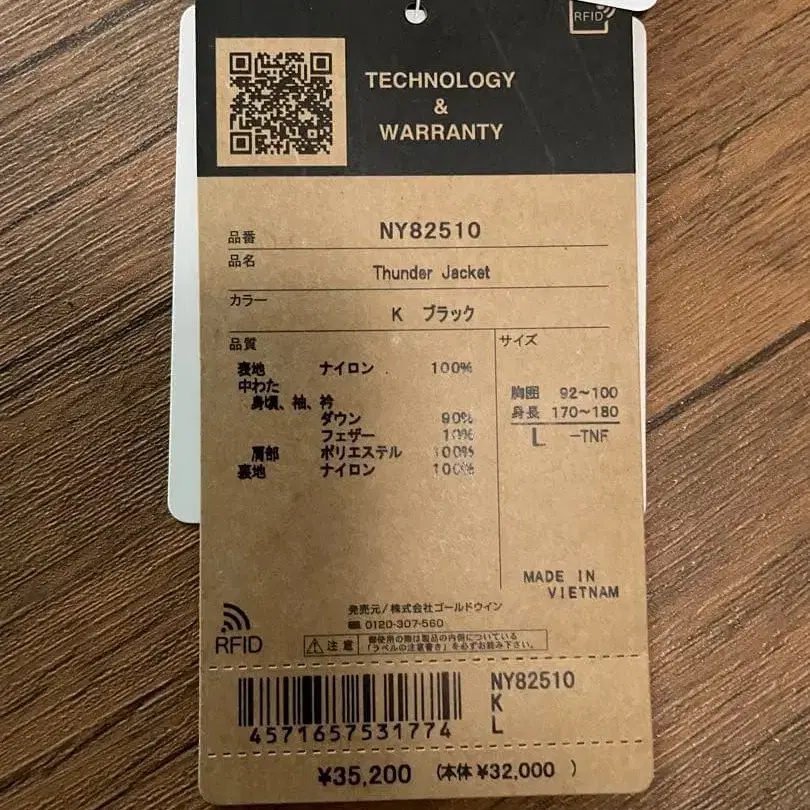 RFID
TECHNOLOGY
&
WARRANTY
品番 NY82510
品名 Thunder Jacket
カラー K ブラック
品質 サイズ
表地 ナイロン 100%
中わた
身頃、袖、衿
ダウン 90%
フェザー 10%
肩部 ポリエステル 100%
裏地 ナイロン 100%
胸囲 92~100
身長 170~180
L -TNF
MADE IN
VIETNAM
発売元/株式会社ゴールドウイン
0120-307-560
RFID
注意 御使用の際は製品の内側についている
「ラベルの注意書き」を必ずお読み下さい。
NY82510
K
L
4571657531774
¥35,200 (本体¥32,000 )